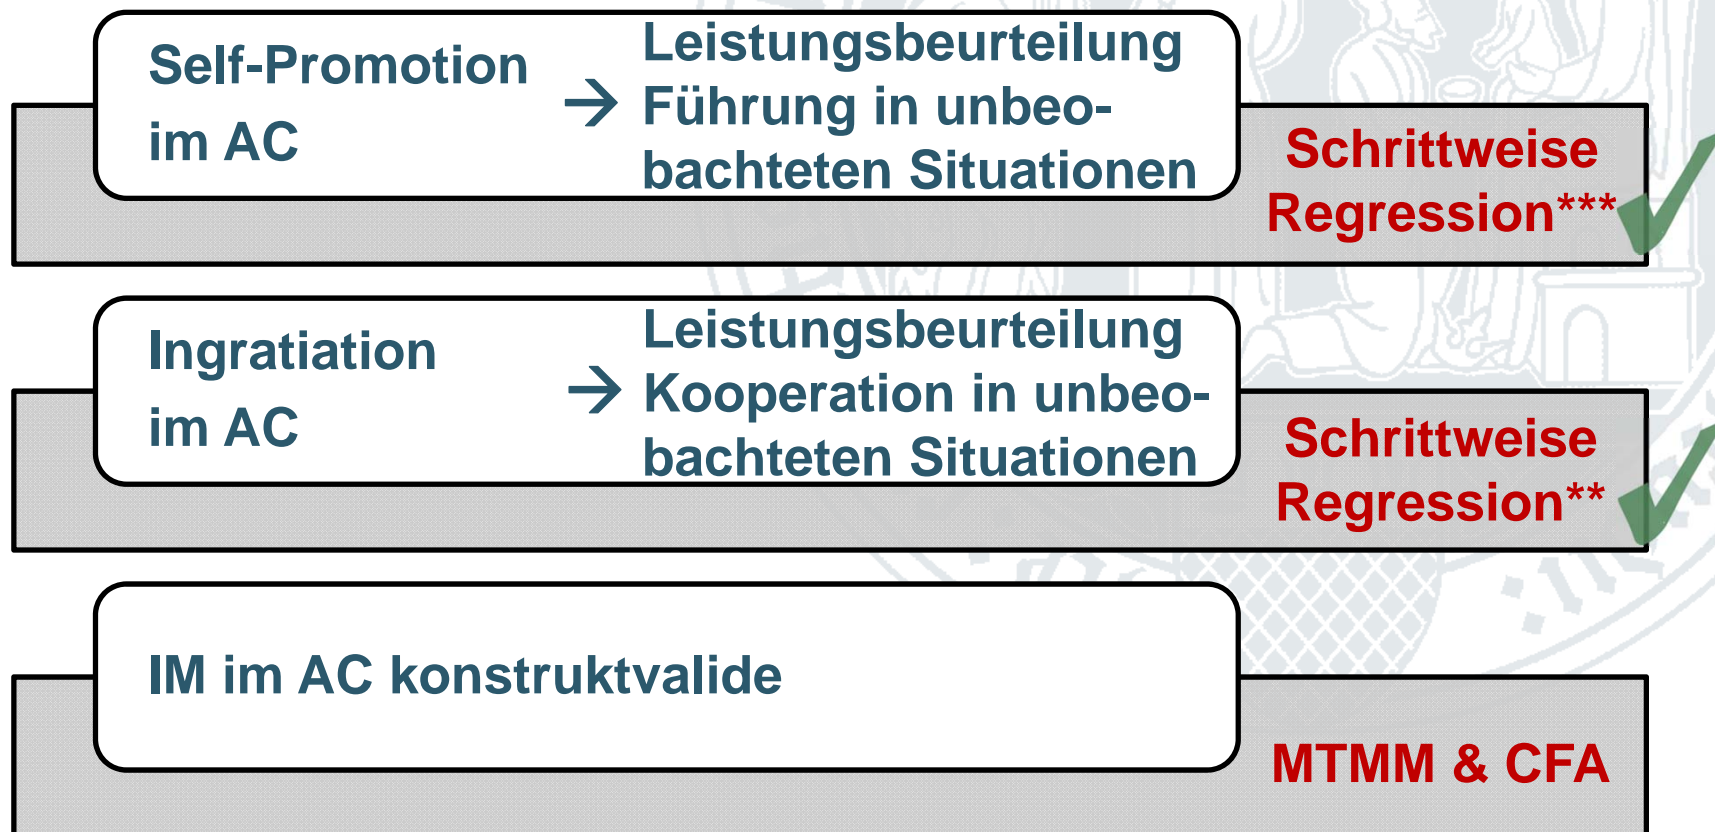 Self-Promotion
im AC
→
Leistungsbeurteilung
Führung in unbeo-
bachteten Situationen
Schrittweise
Regression***
Ingratiation
im AC
→
Leistungsbeurteilung
Kooperation in unbeo-
bachteten Situationen
Schrittweise
Regression**
IM im AC konstruktvalide
MTMM & CFA